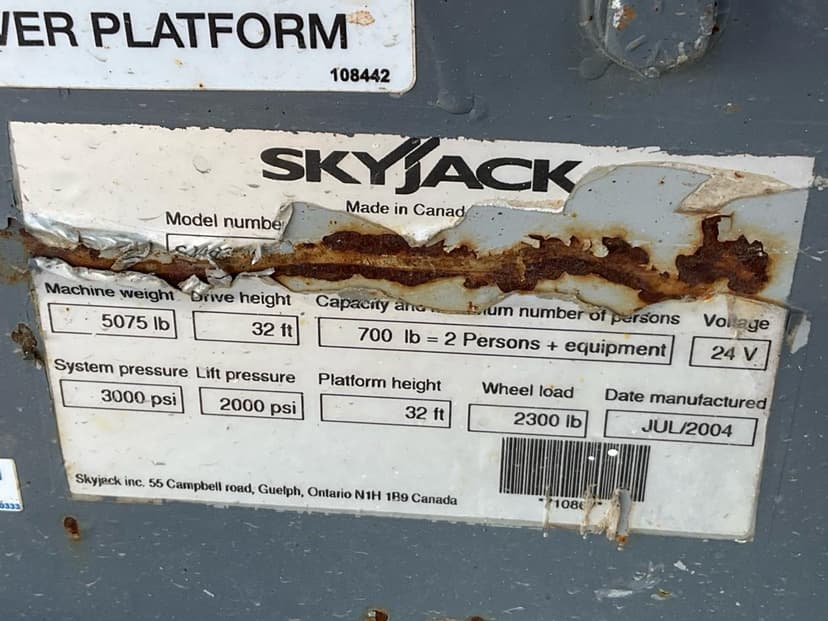 WER PLATFORM
108442
SKYJACK
Made in Canad
Model number
Machine weight Drive height Capacity and maximum number of persons Voltage
5075 lb 32 ft 700 lb = 2 Persons + equipment 24 V
System pressure Lift pressure Platform height Wheel load Date manufactured
3000 psi 2000 psi 32 ft 2300 lb JUL/2004
Skyjack inc. 55 Campbell road, Guelph, Ontario N1H 1B9 Canada